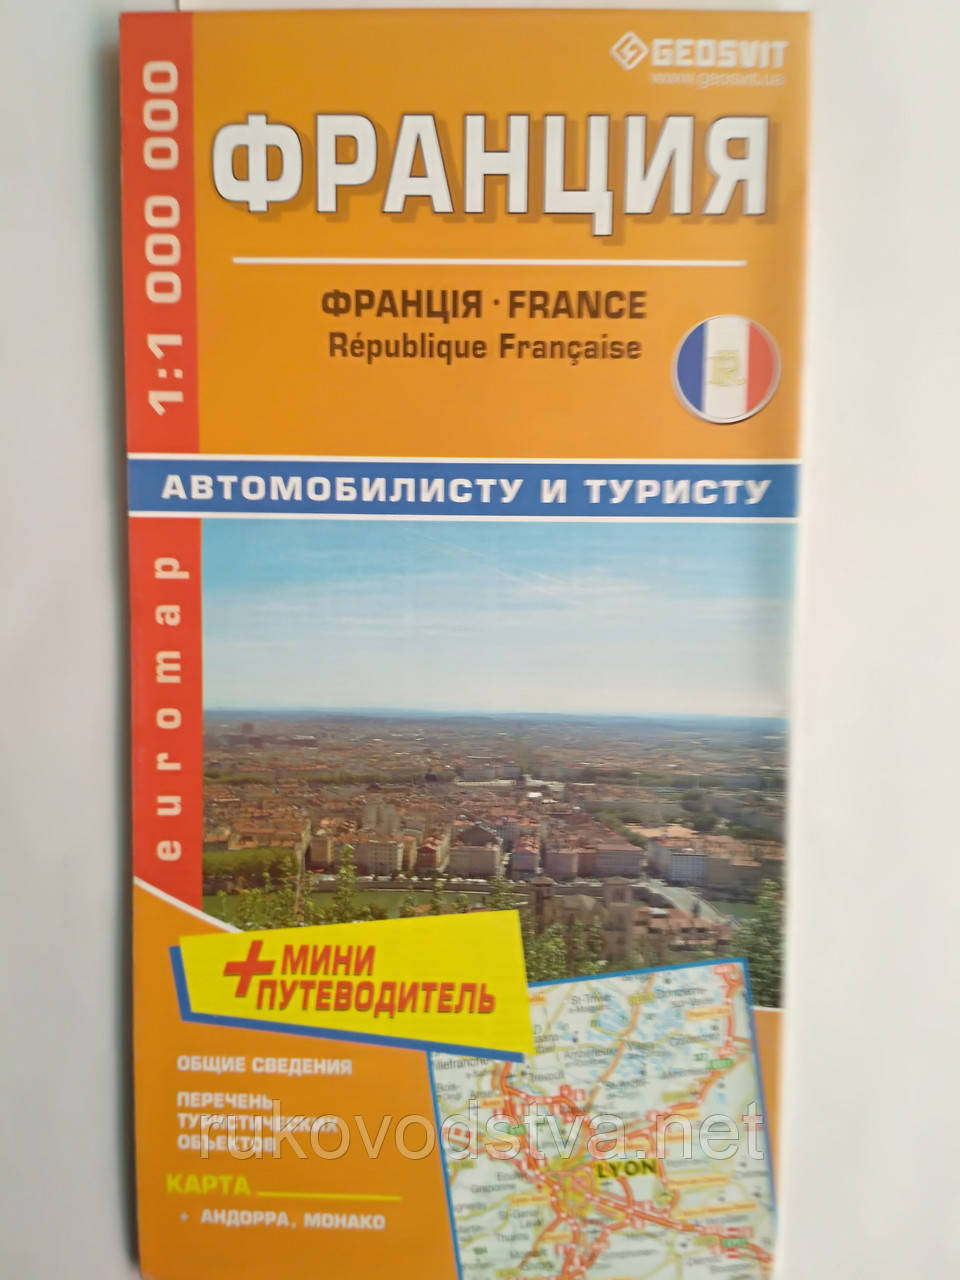 GEOSVIT
www.geosvit.ua
1:1 000 000
ФРАНЦИЯ
ФРАНЦІЯ · FRANCE
République Française
АВТОМОБИЛИСТУ И ТУРИСТУ
euromap
+ МИНИ
ПУТЕВОДИТЕЛЬ
ОБЩИЕ СВЕДЕНИЯ
ПЕРЕЧЕНЬ
ТУРИСТИЧЕСКИХ
ОБЪЕКТОВ
rukovodstva.net
КАРТА
+ АНДОРРА, МОНАКО
LYON